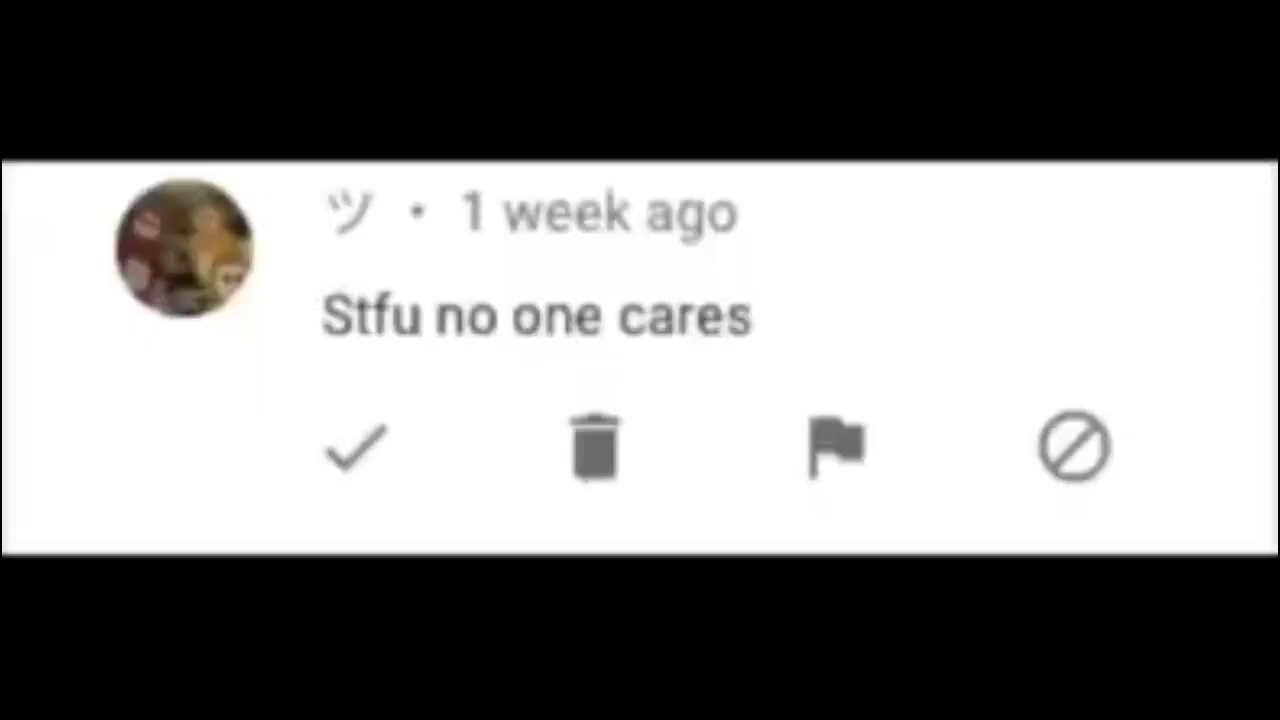 ツ • 1 week ago
Stfu no one cares